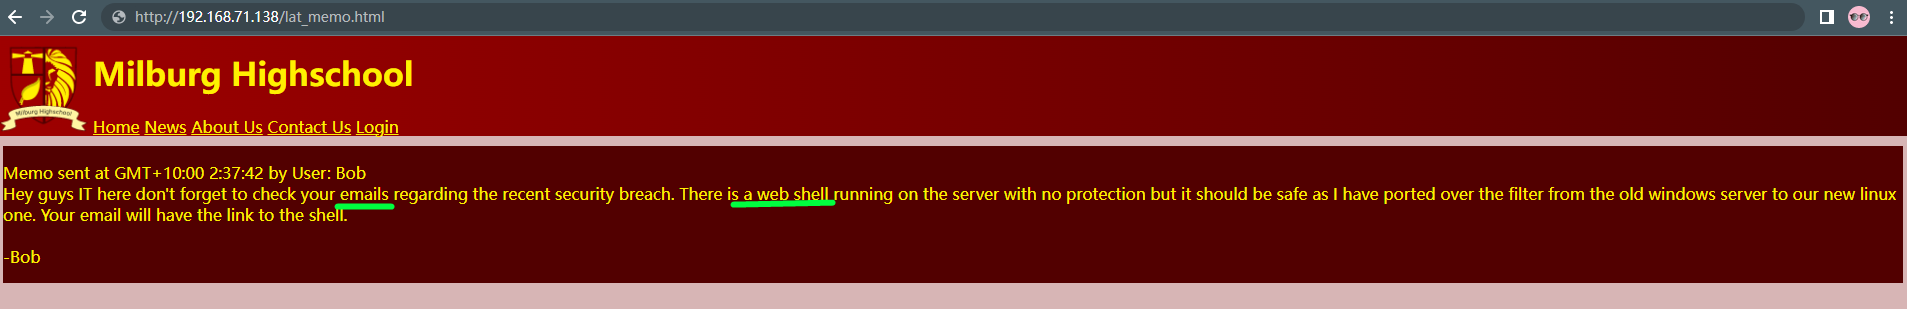 http://192.168.71.138/lat_memo.html
Milburg Highschool
Milburg Highschool
Home News About Us Contact Us Login
Memo sent at GMT+10:00 2:37:42 by User: Bob
Hey guys IT here don't forget to check your emails regarding the recent security breach. There is a web shell running on the server with no protection but it should be safe as I have ported over the filter from the old windows server to our new linux
one. Your email will have the link to the shell.
-Bob